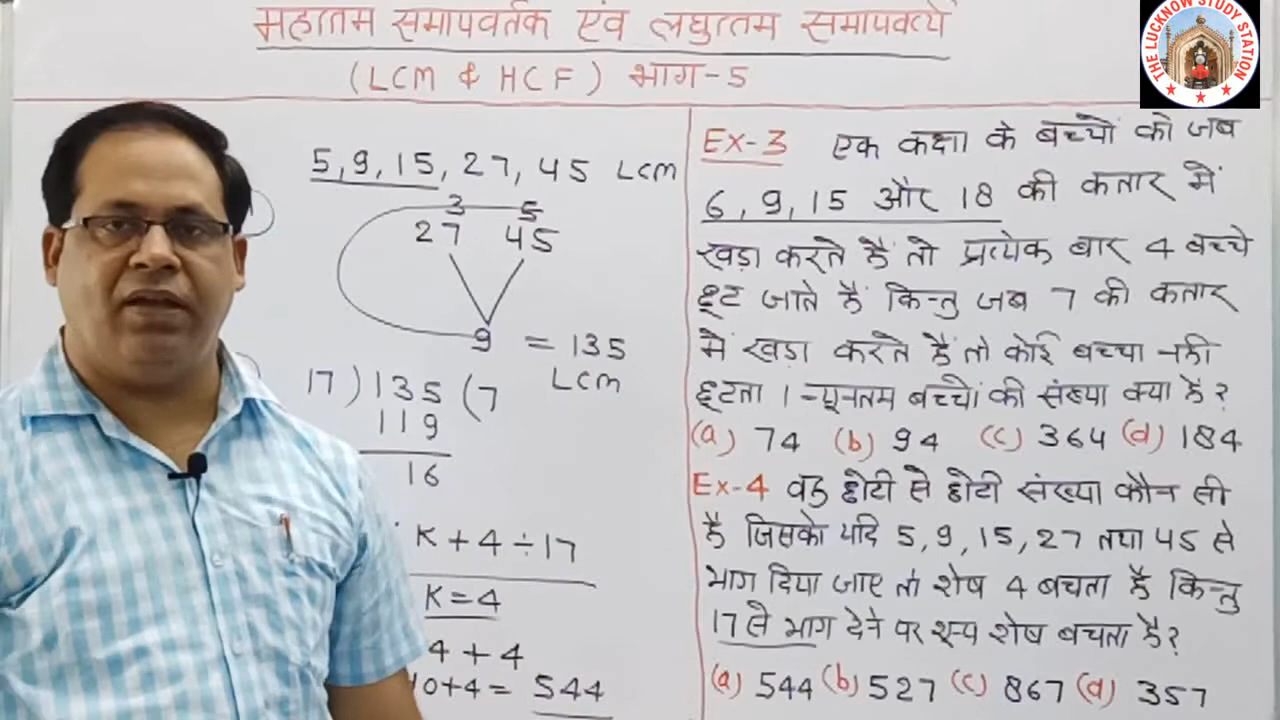 महत्तम समापवर्तक एवं लघुत्तम समापवर्त्य
(LCM & HCF) भाग-5
THE LUCKNOW STUDY STATION
5, 9, 15, 27, 45 LCM
3 5
27 45
9 = 135
LCM
17 ) 135 ( 7
119
16
K + 4 ÷ 17
K = 4
4 + 4
40+4 = 544
Ex-3 एक कक्षा के बच्चों को जब
6, 9, 15 और 18 की कतार में
खड़ा करते हैं तो प्रत्येक बार 4 बच्चे
छूट जाते हैं किन्तु जब 7 की कतार
में खड़ा करते हैं तो कोई बच्चा नहीं
छूटता । न्यूनतम बच्चों की संख्या क्या है ?
(a) 74 (b) 94 (c) 364 (d) 184
Ex-4 वह छोटी से छोटी संख्या कौन सी
है जिसको यदि 5, 9, 15, 27 तथा 45 से
भाग दिया जाए तो शेष 4 बचता है किन्तु
17 से भाग देने पर शून्य शेष बचता है ?
(a) 544 (b) 527 (c) 867 (d) 357